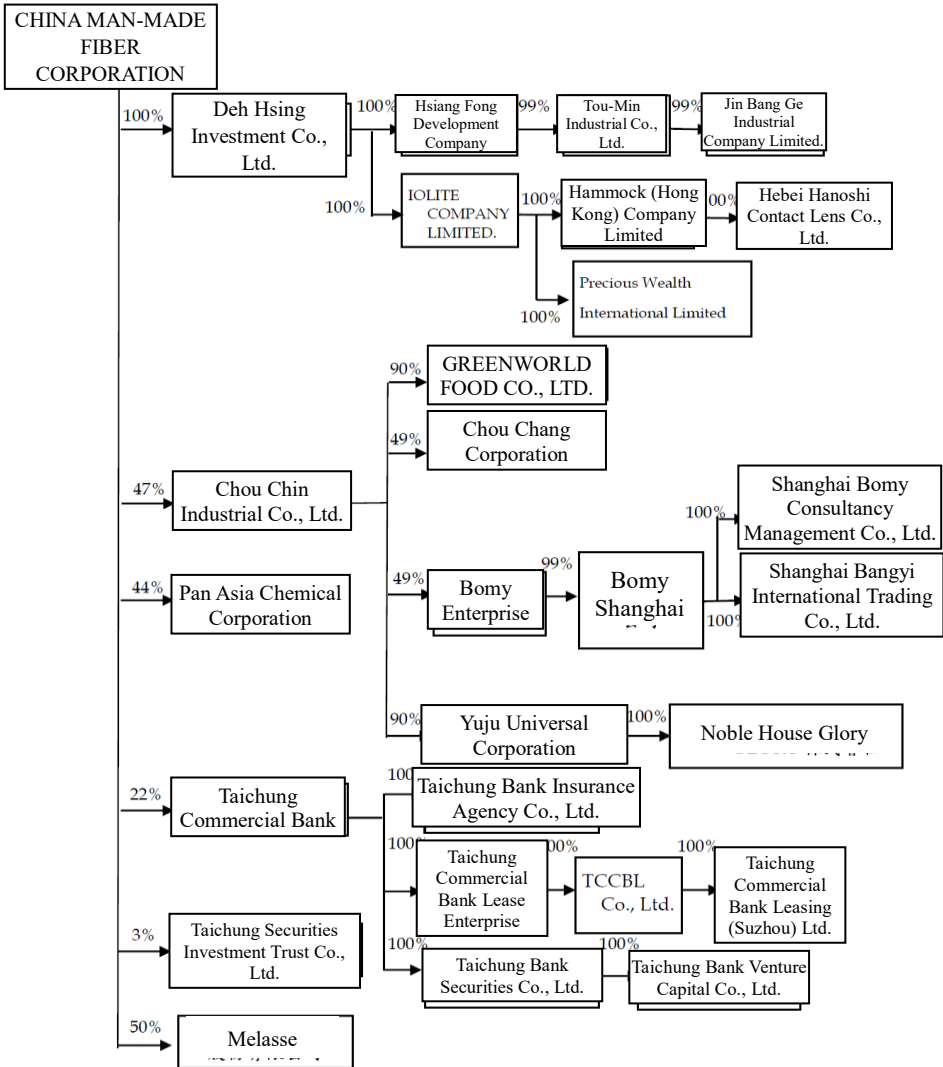 CHINA MAN-MADE
FIBER
CORPORATION
100%
Deh Hsing
Investment Co.,
Ltd.
100%
Hsiang Fong
Development
Company
99%
Tou-Min
Industrial Co.,
Ltd.
99%
Jin Bang Ge
Industrial
Company Limited.
100%
IOLITE
COMPANY
LIMITED.
100%
Hammock (Hong
Kong) Company
Limited
00%
Hebei Hanoshi
Contact Lens Co.,
Ltd.
100%
Precious Wealth
International Limited
47%
Chou Chin
Industrial Co., Ltd.
90%
GREENWORLD
FOOD CO., LTD.
49%
Chou Chang
Corporation
49%
Bomy
Enterprise
99%
Bomy
Shanghai
100%
Shanghai Bomy
Consultancy
Management Co., Ltd.
100%
Shanghai Bangyi
International Trading
Co., Ltd.
90%
Yuju Universal
Corporation
100%
Noble House Glory
44%
Pan Asia Chemical
Corporation
22%
Taichung
Commercial Bank
100
Taichung Bank Insurance
Agency Co., Ltd.
100%
Taichung
Commercial
Bank Lease
Enterprise
00%
TCCBL
Co., Ltd.
100%
Taichung
Commercial
Bank Leasing
(Suzhou) Ltd.
100%
Taichung Bank
Securities Co., Ltd.
100%
Taichung Bank Venture
Capital Co., Ltd.
3%
Taichung Securities
Investment Trust Co.,
Ltd.
50%
Melasse